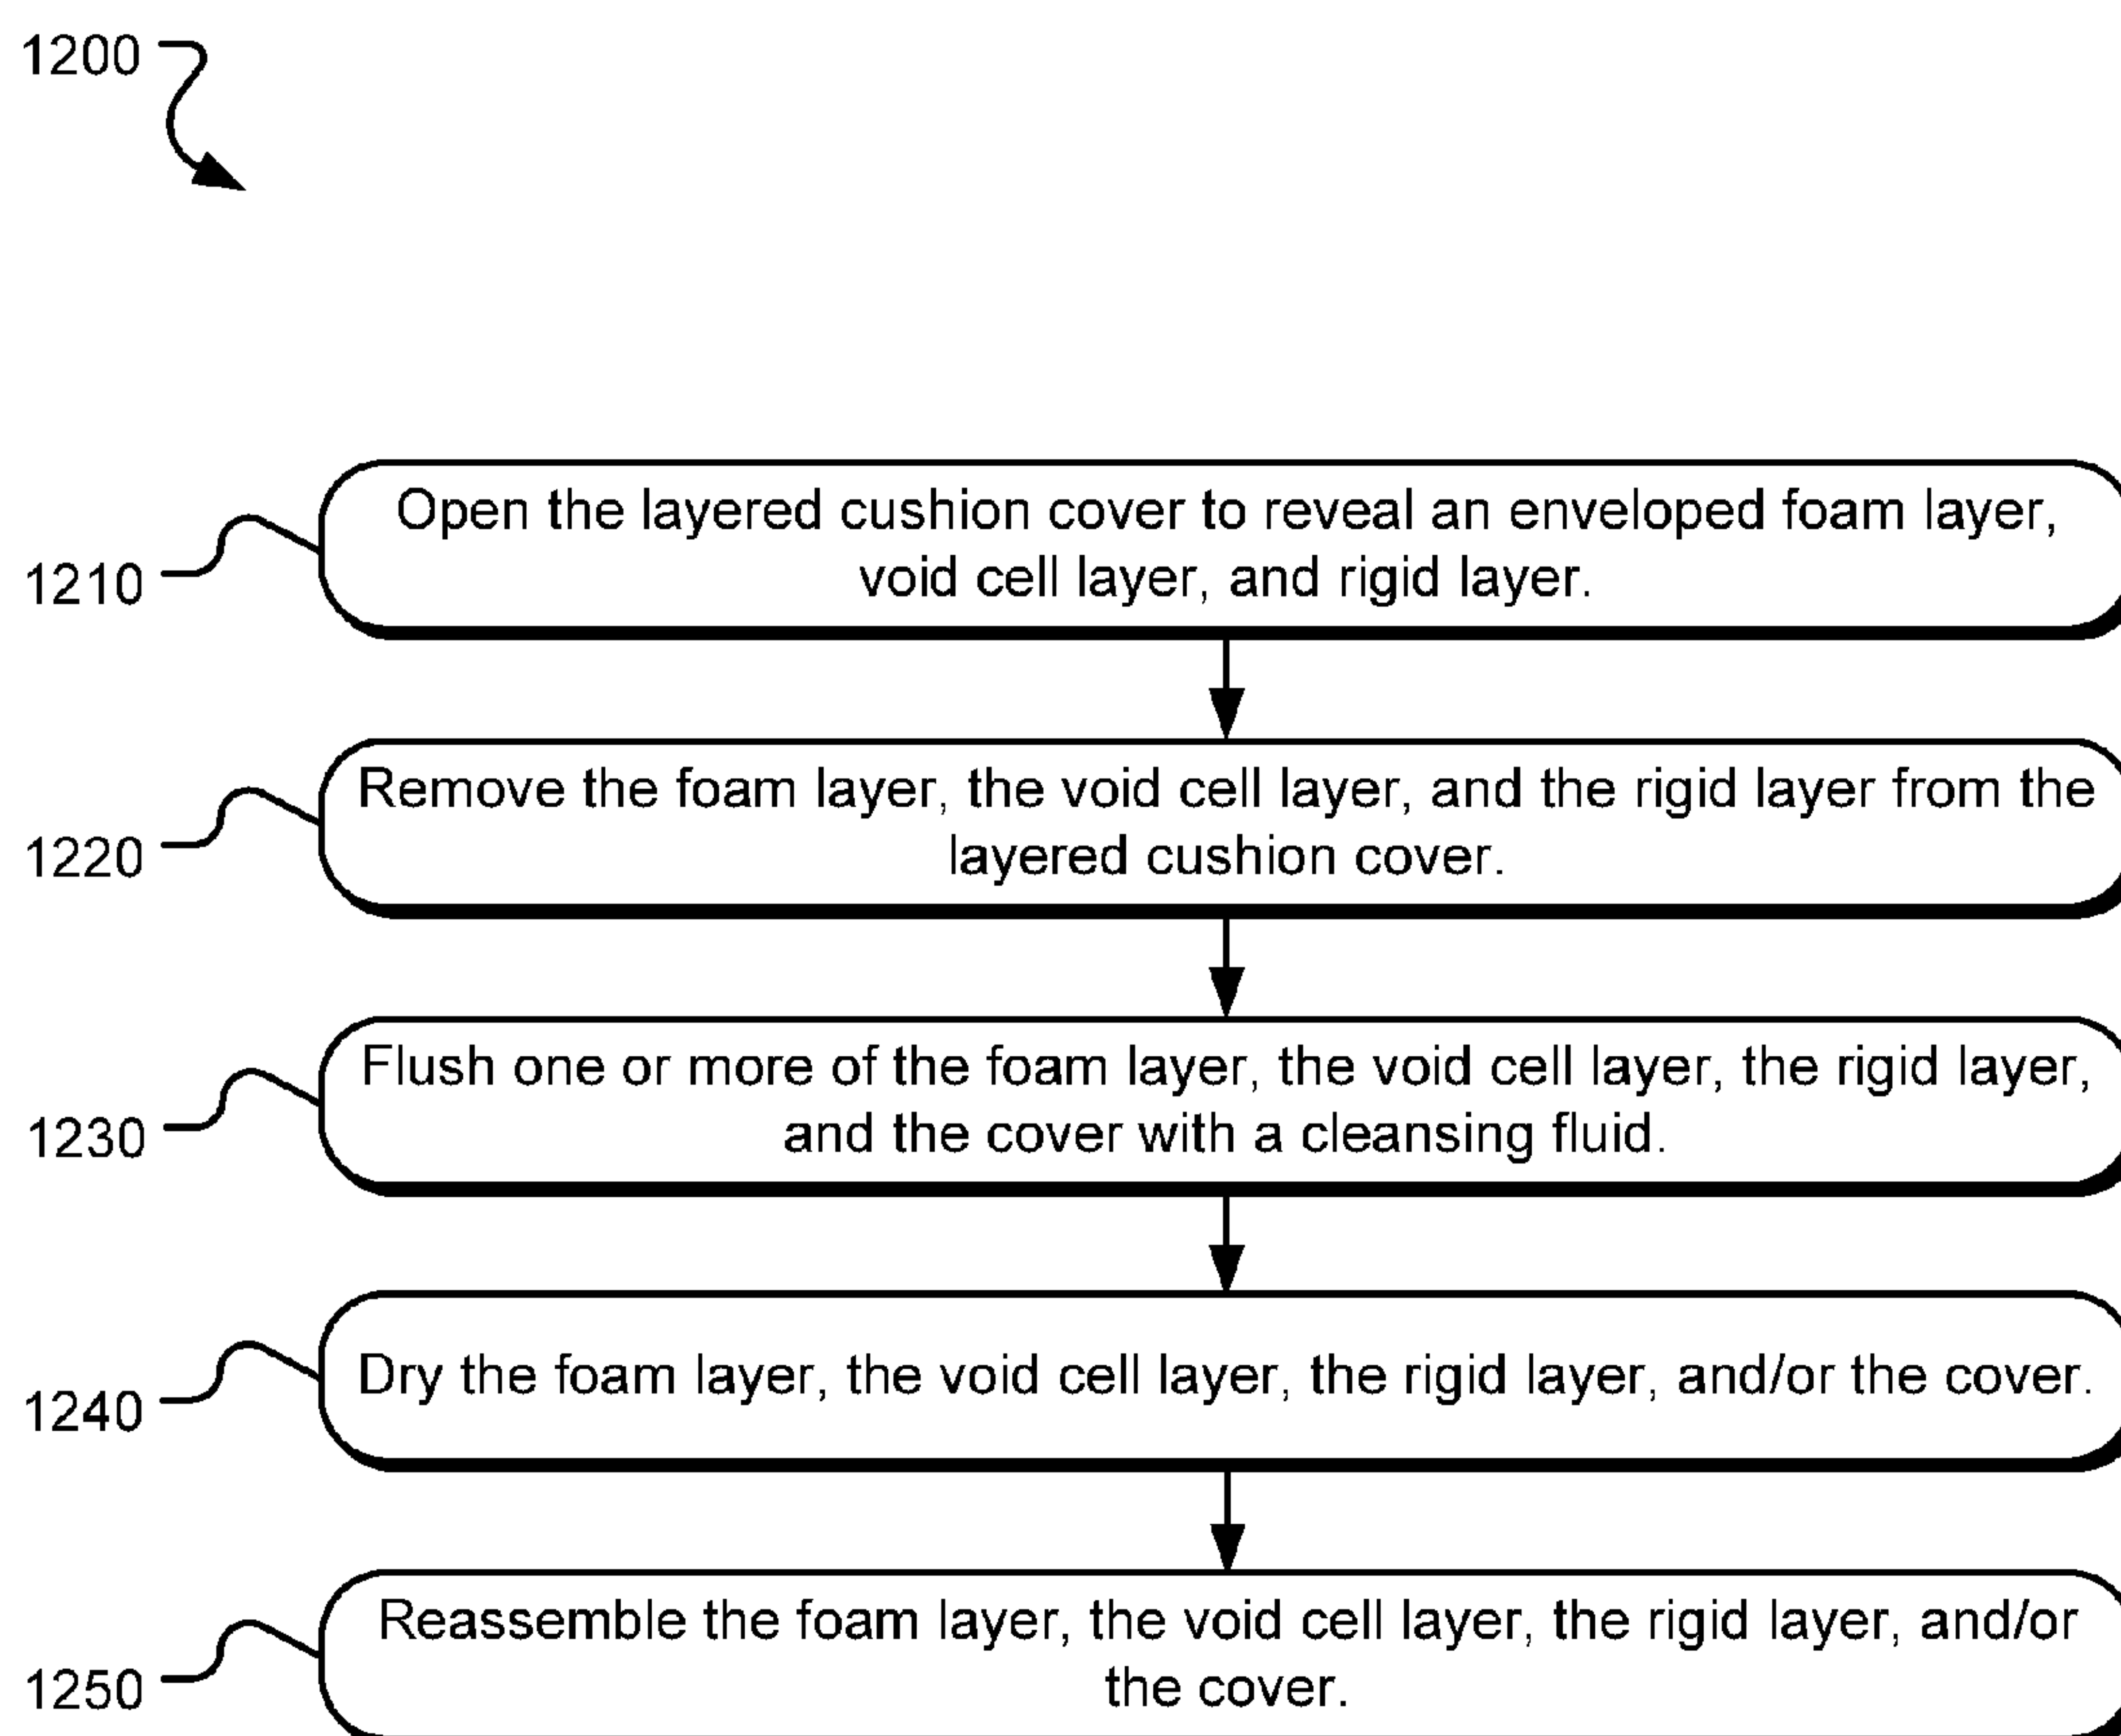 1200
Open the layered cushion cover to reveal an enveloped foam layer,
void cell layer, and rigid layer.
1210
Remove the foam layer, the void cell layer, and the rigid layer from the
layered cushion cover.
1220
Flush one or more of the foam layer, the void cell layer, the rigid layer,
and the cover with a cleansing fluid.
1230
Dry the foam layer, the void cell layer, the rigid layer, and/or the cover.
1240
Reassemble the foam layer, the void cell layer, the rigid layer, and/or
the cover.
1250